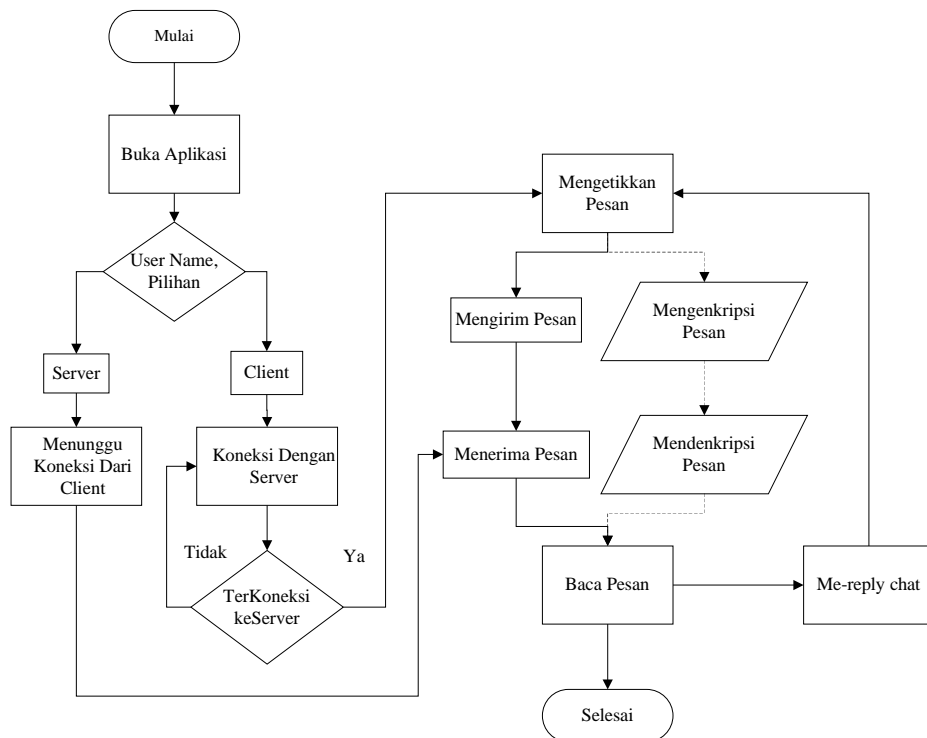 Mulai
Buka Aplikasi
User Name,
Pilihan
Server
Client
Menunggu
Koneksi Dari
Client
Koneksi Dengan
Server
Tidak
Ya
TerKoneksi
keServer
Mengetikkan
Pesan
Mengirim Pesan
Mengenkripsi
Pesan
Menerima Pesan
Mendenkripsi
Pesan
Baca Pesan
Me-reply chat
Selesai